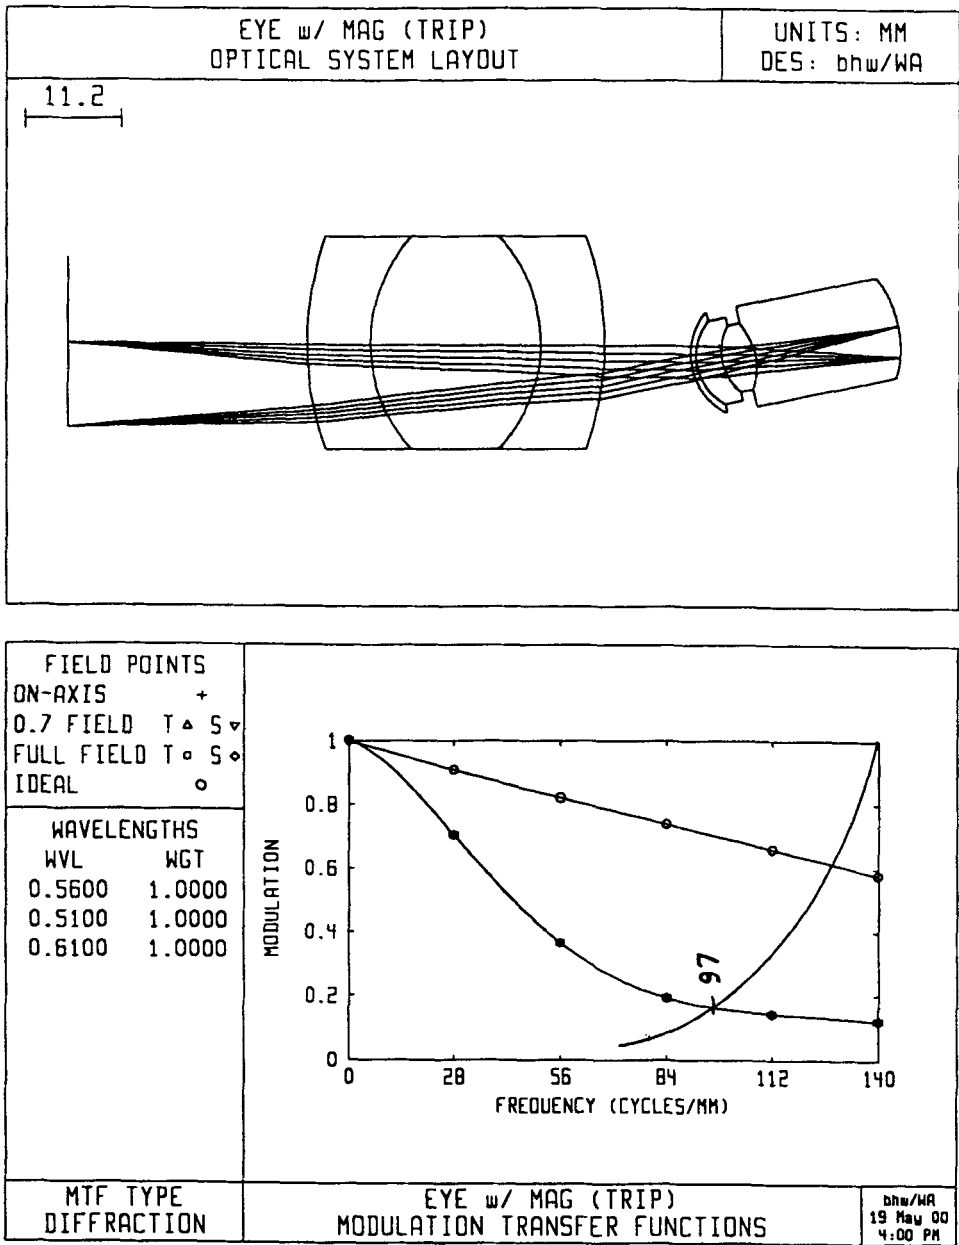 EYE w/ MAG (TRIP)
OPTICAL SYSTEM LAYOUT
UNITS: MM
DES: bhw/WA
11.2
FIELD POINTS
ON-AXIS +
0.7 FIELD T ▵ S ▿
FULL FIELD T ▫ S ⋄
IDEAL ○
WAVELENGTHS
WVL WGT
0.5600 1.0000
0.5100 1.0000
0.6100 1.0000
MTF TYPE
DIFFRACTION
MODULATION
1
0.8
0.6
0.4
0.2
0
97
0 28 56 84 112 140
FREQUENCY (CYCLES/MM)
EYE w/ MAG (TRIP)
MODULATION TRANSFER FUNCTIONS
bhw/WA
19 May 00
4:00 PM